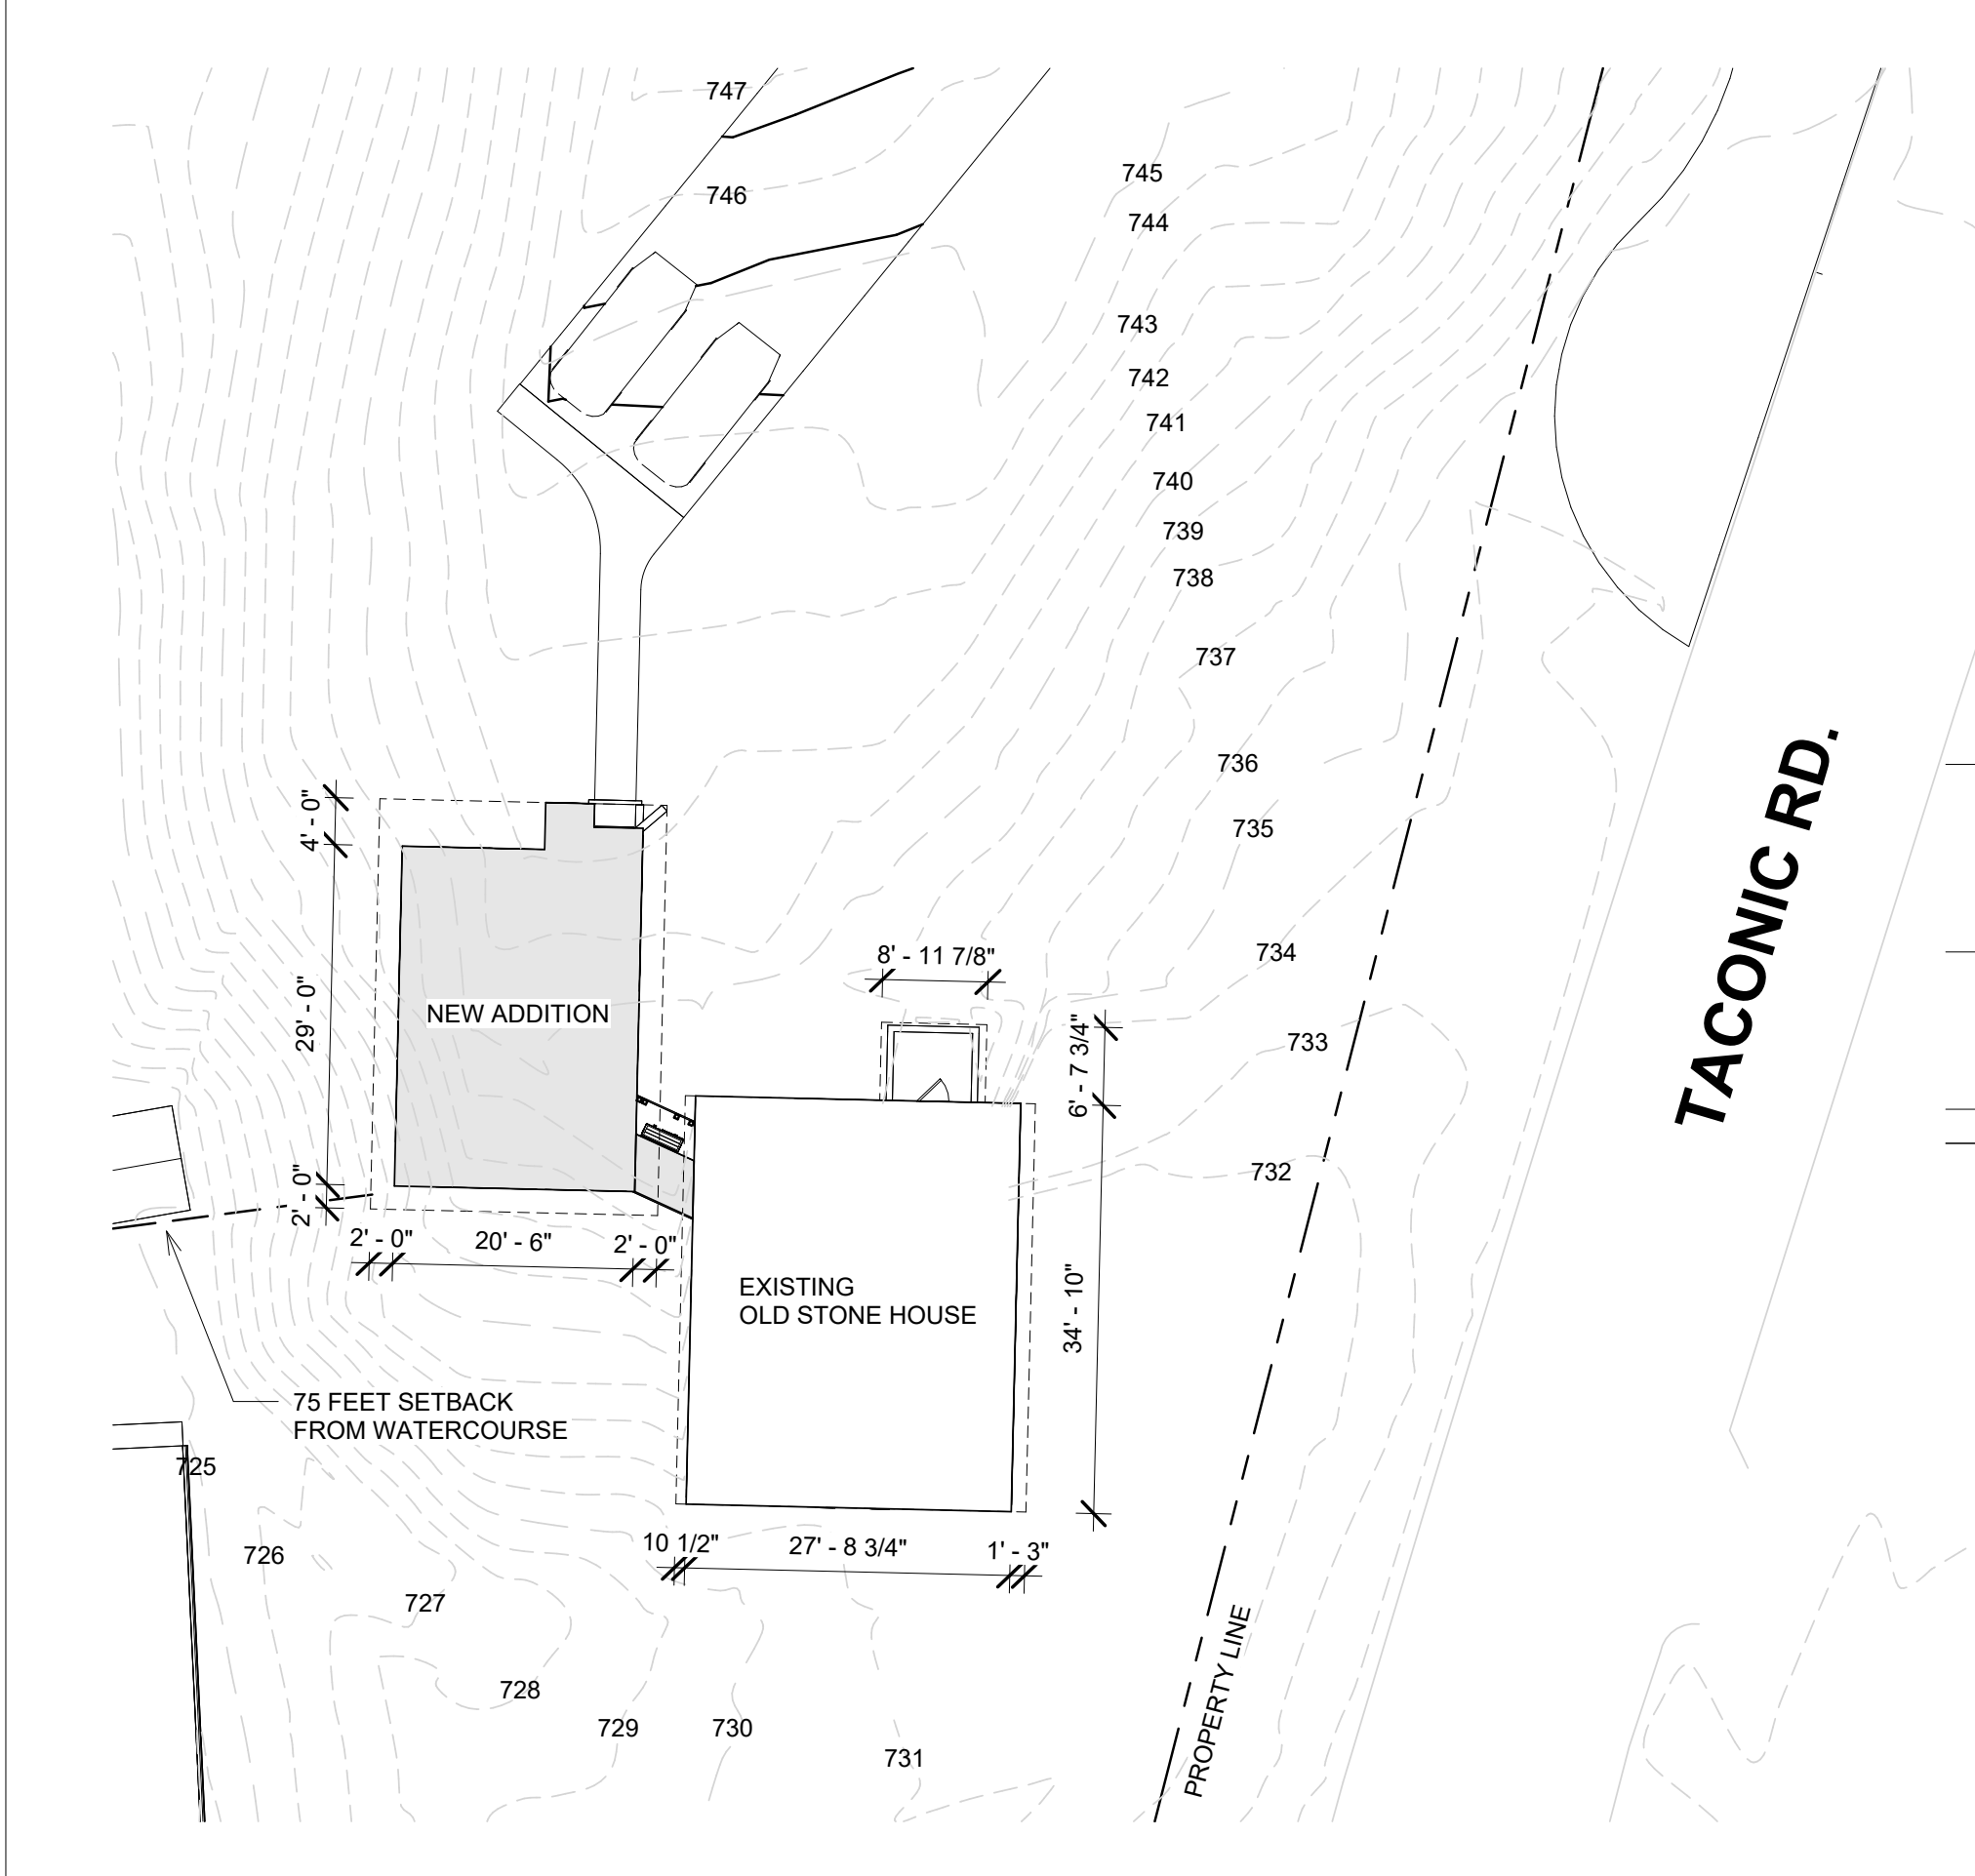 747
746
745
744
743
742
741
740
739
738
737
736
735
734
733
732
TACONIC RD.
4' - 0"
29' - 0"
2' - 0"
NEW ADDITION
8' - 11 7/8"
6' - 7 3/4"
34' - 10"
2' - 0"
20' - 6"
2' - 0"
EXISTING
OLD STONE HOUSE
75 FEET SETBACK
FROM WATERCOURSE
725
726
727
728
729
730
731
10 1/2"
27' - 8 3/4"
1' - 3"
PROPERTY LINE